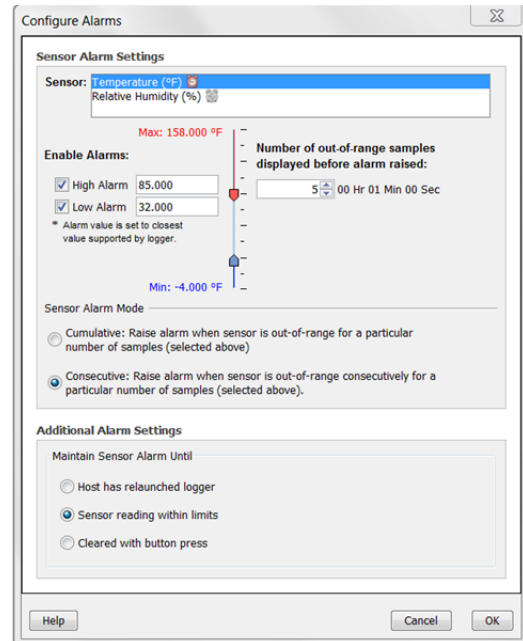 Configure Alarms
Sensor Alarm Settings
Sensor: Temperature (°F)
Relative Humidity (%)
Max: 158.000 °F
Enable Alarms:
High Alarm 85.000
Low Alarm 32.000
* Alarm value is set to closest
value supported by logger.
Min: -4.000 °F
Number of out-of-range samples
displayed before alarm raised:
5 00 Hr 01 Min 00 Sec
Sensor Alarm Mode
Cumulative: Raise alarm when sensor is out-of-range for a particular
number of samples (selected above)
Consecutive: Raise alarm when sensor is out-of-range consecutively for a
particular number of samples (selected above).
Additional Alarm Settings
Maintain Sensor Alarm Until
Host has relaunched logger
Sensor reading within limits
Cleared with button press
Help
Cancel
OK